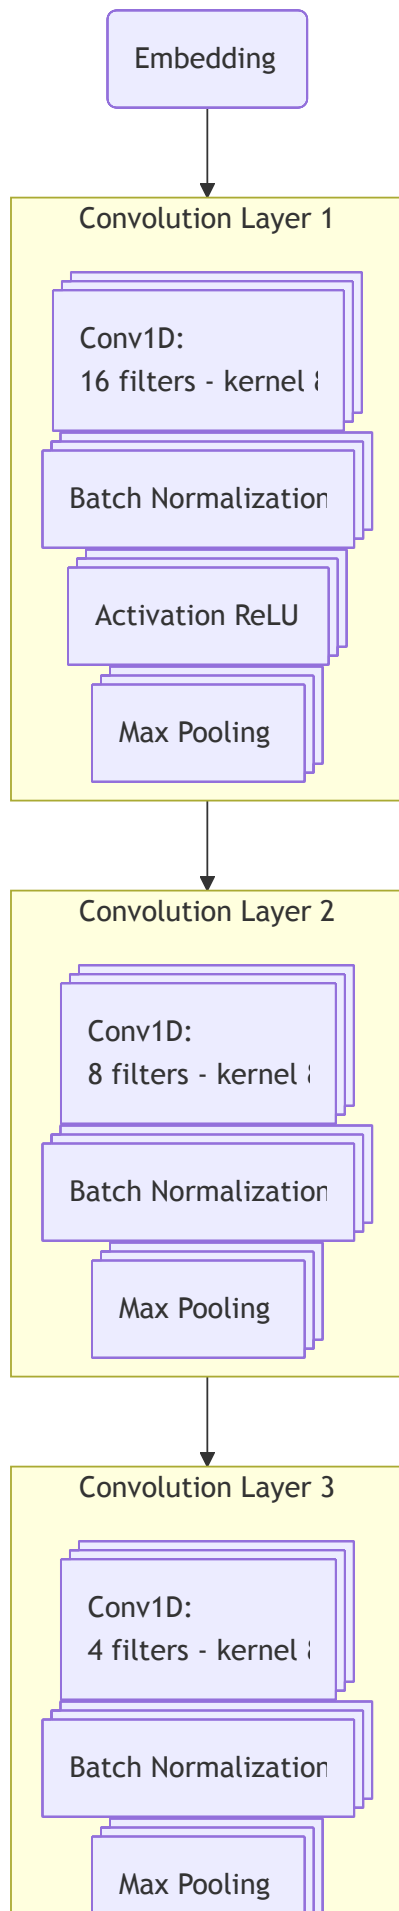 Embedding
Convolution Layer 1
Conv1D:
16 filters - kernel
Batch Normalization
Activation ReLU
Max Pooling
Convolution Layer 2
Conv1D:
8 filters - kernel
Batch Normalization
Max Pooling
Convolution Layer 3
Conv1D:
4 filters - kernel
Batch Normalization
Max Pooling